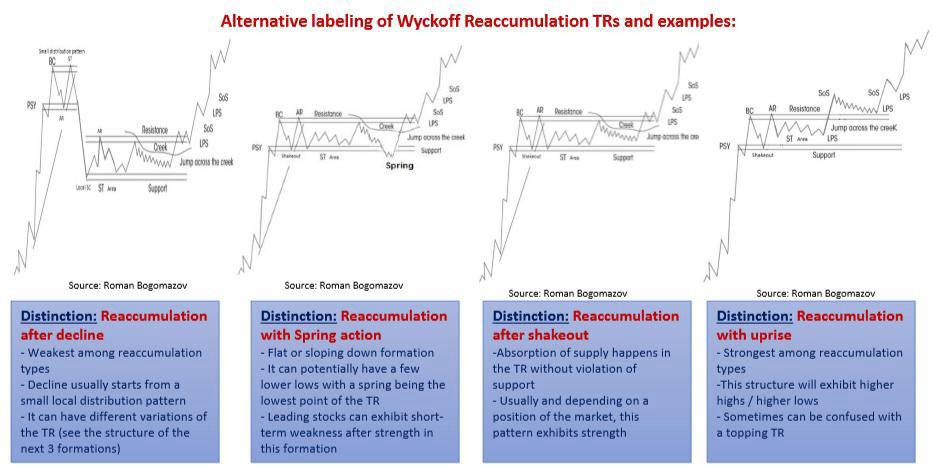 Alternative labeling of Wyckoff Reaccumulation TRs and examples:
Small distribution pattern
BC
ST
PSY
AR
AR
Resistance
Creek
SoS
LPS
SoS
LPS
Jump across the creek
Local SC
ST Area
Support
Source: Roman Bogomazov
BC
AR
Resistance
Creek
SoS
LPS
SoS
LPS
Jump across the creek
PSY
Shakeout
ST Area
Support
Spring
Source: Roman Bogomazov
BC
AR
Resistance
Creek
SoS
LPS
SoS
LPS
Jump across the cree
PSY
Shakeout
ST Area
Support
Source: Roman Bogomazov
BC
AR
Resistance
SoS
SoS
LPS
LPS
Jump across the creeK
PSY
Shakeout
ST Area
LPS
Support
Source: Roman Bogomazov
Distinction: Reaccumulation
after decline
- Weakest among reaccumulation
types
- Decline usually starts from a
small local distribution pattern
- It can have different variations of
the TR (see the structure of the
next 3 formations)
Distinction: Reaccumulation
with Spring action
- Flat or sloping down formation
- It can potentially have a few
lower lows with a spring being the
lowest point of the TR
- Leading stocks can exhibit short-
term weakness after strength in
this formation
Distinction: Reaccumulation
after shakeout
-Absorption of supply happens in
the TR without violation of
support
- Usually and depending on a
position of the market, this
pattern exhibits strength
Distinction: Reaccumulation
with uprise
- Strongest among reaccumulation
types
-This structure will exhibit higher
highs / higher lows
- Sometimes can be confused with
a topping TR